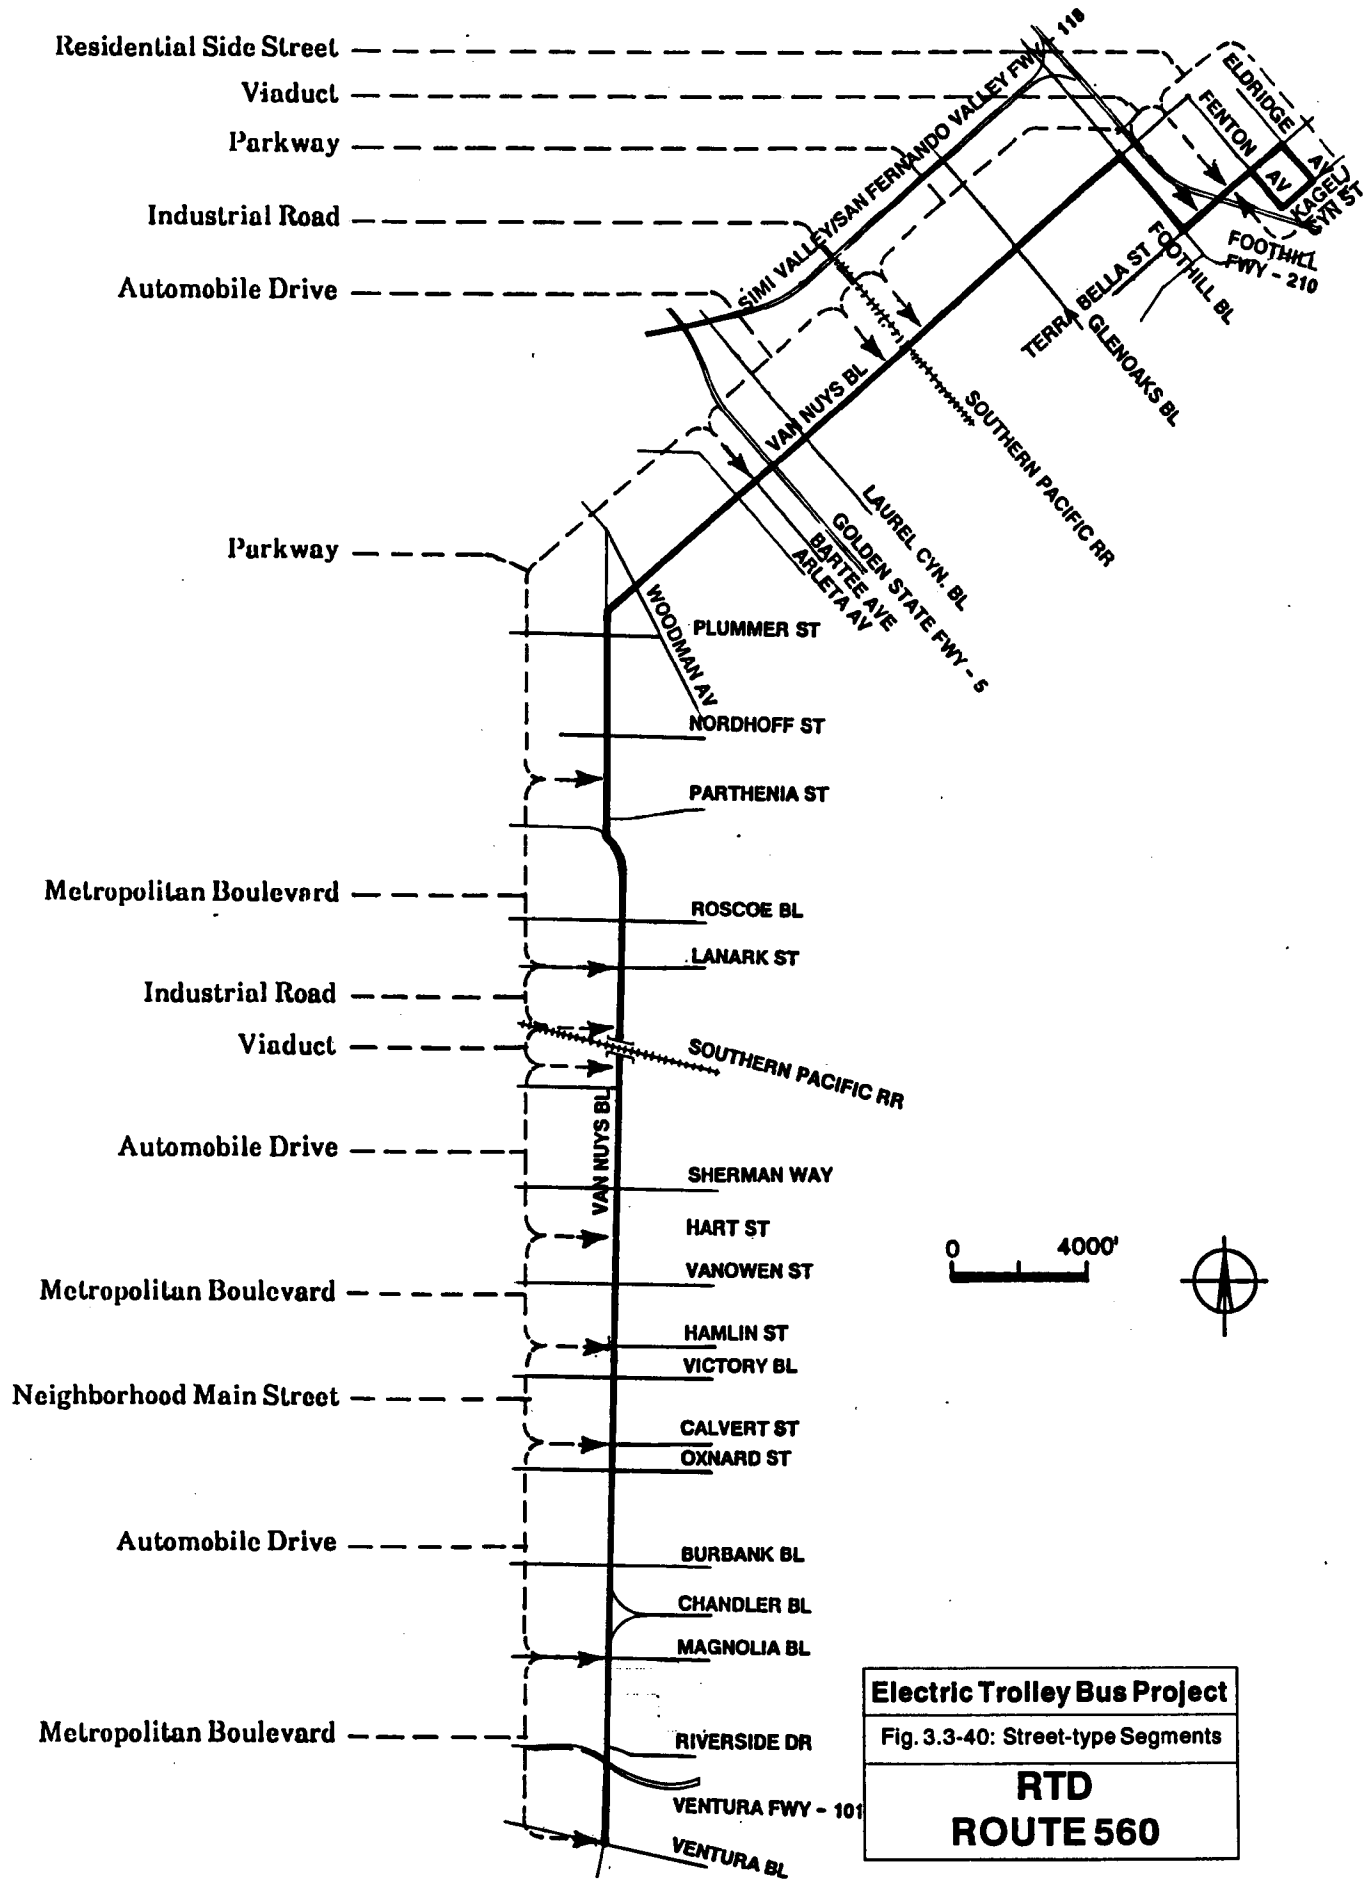 Residential Side Street
Viaduct
Parkway
Industrial Road
Automobile Drive
SIMI VALLEY/SAN FERNANDO VALLEY FWY - 118
ELDRIDGE
AV
FENTON
AV
KAGEL
CYN ST
FOOTHILL
FWY - 210
FOOTHILL BL
TERRA BELLA ST
GLENOAKS BL
VAN NUYS BL
SOUTHERN PACIFIC RR
LAUREL CYN. BL
GOLDEN STATE FWY - 5
BARTEE AVE
ARLETA AV
Parkway
WOODMAN AV
PLUMMER ST
NORDHOFF ST
PARTHENIA ST
Metropolitan Boulevard
ROSCOE BL
LANARK ST
Industrial Road
Viaduct
SOUTHERN PACIFIC RR
VAN NUYS BL
Automobile Drive
SHERMAN WAY
HART ST
VANOWEN ST
Metropolitan Boulevard
HAMLIN ST
VICTORY BL
Neighborhood Main Street
CALVERT ST
OXNARD ST
Automobile Drive
BURBANK BL
CHANDLER BL
MAGNOLIA BL
Metropolitan Boulevard
RIVERSIDE DR
VENTURA FWY - 101
VENTURA BL
0 4000'
Electric Trolley Bus Project
Fig. 3.3-40: Street-type Segments
RTD
ROUTE 560